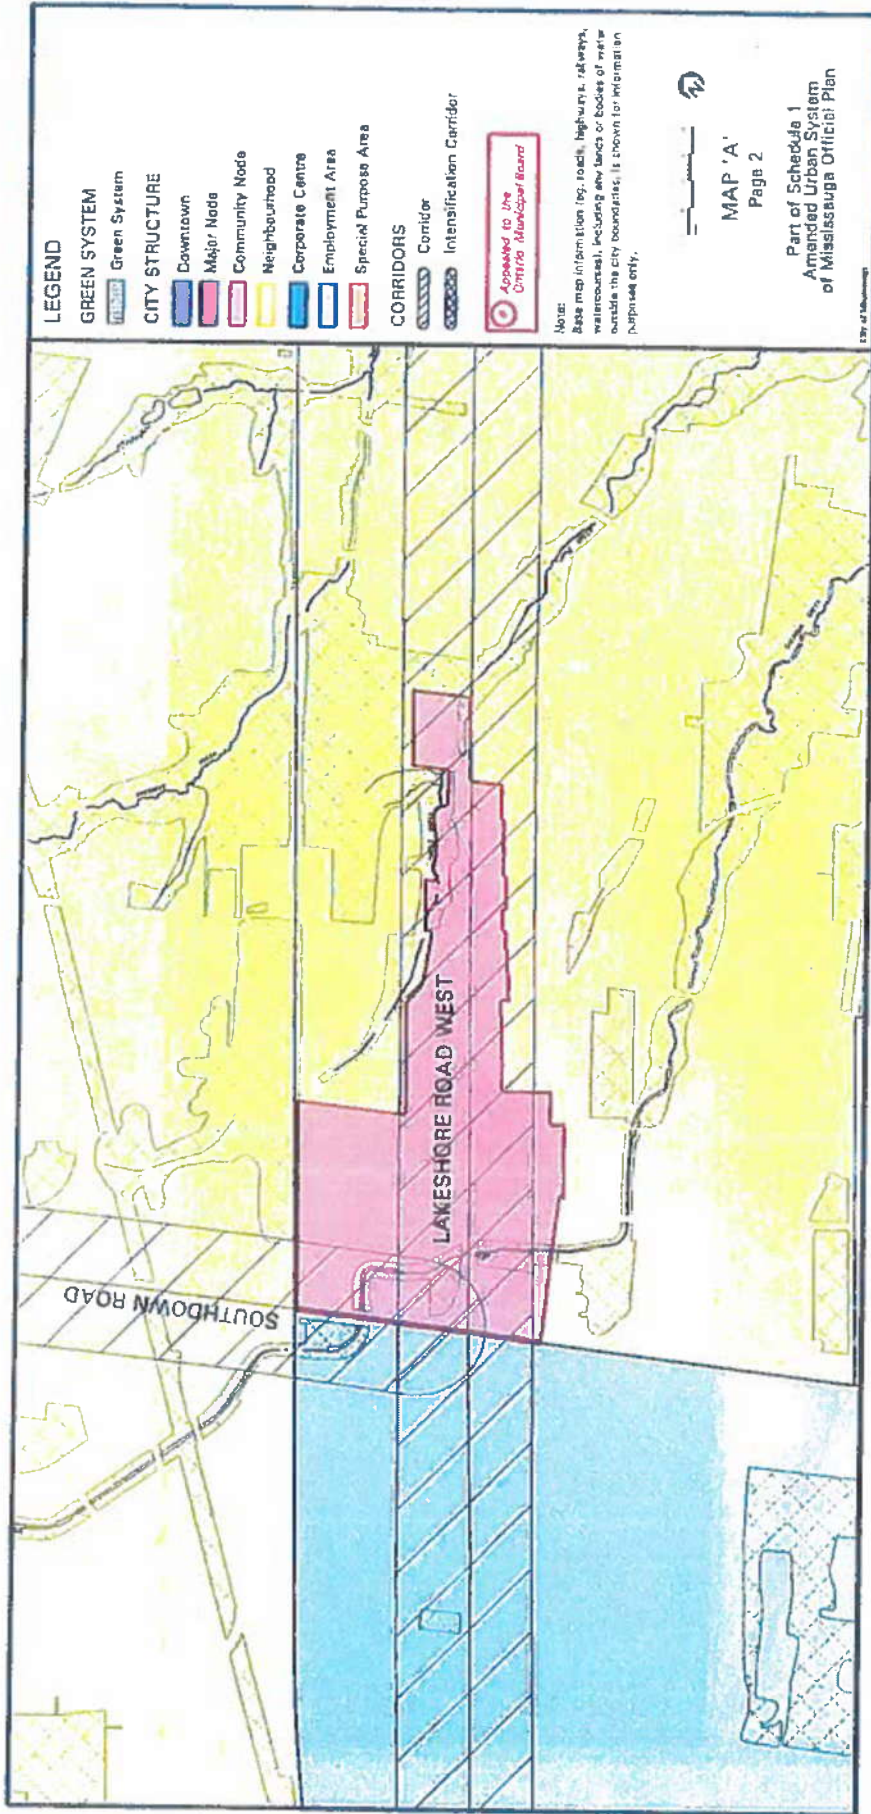 LEGEND
GREEN SYSTEM
Green System
CITY STRUCTURE
Downtown
Major Node
Community Node
Neighbourhood
Corporate Centre
Employment Area
Special Purpose Area
CORRIDORS
Corridor
Intensification Corridor
Appealed to the
Ontario Municipal Board
Note:
Base map information (eg. roads, highways, railways,
watercourses), including any lands or bodies of water
outside the city boundaries, is shown for information
purposes only.
MAP 'A'
Page 2
Part of Schedule 1
Amended Urban System
of Mississauga Official Plan
City of Mississauga
SOUTHDOWN ROAD
LAKESHORE ROAD WEST